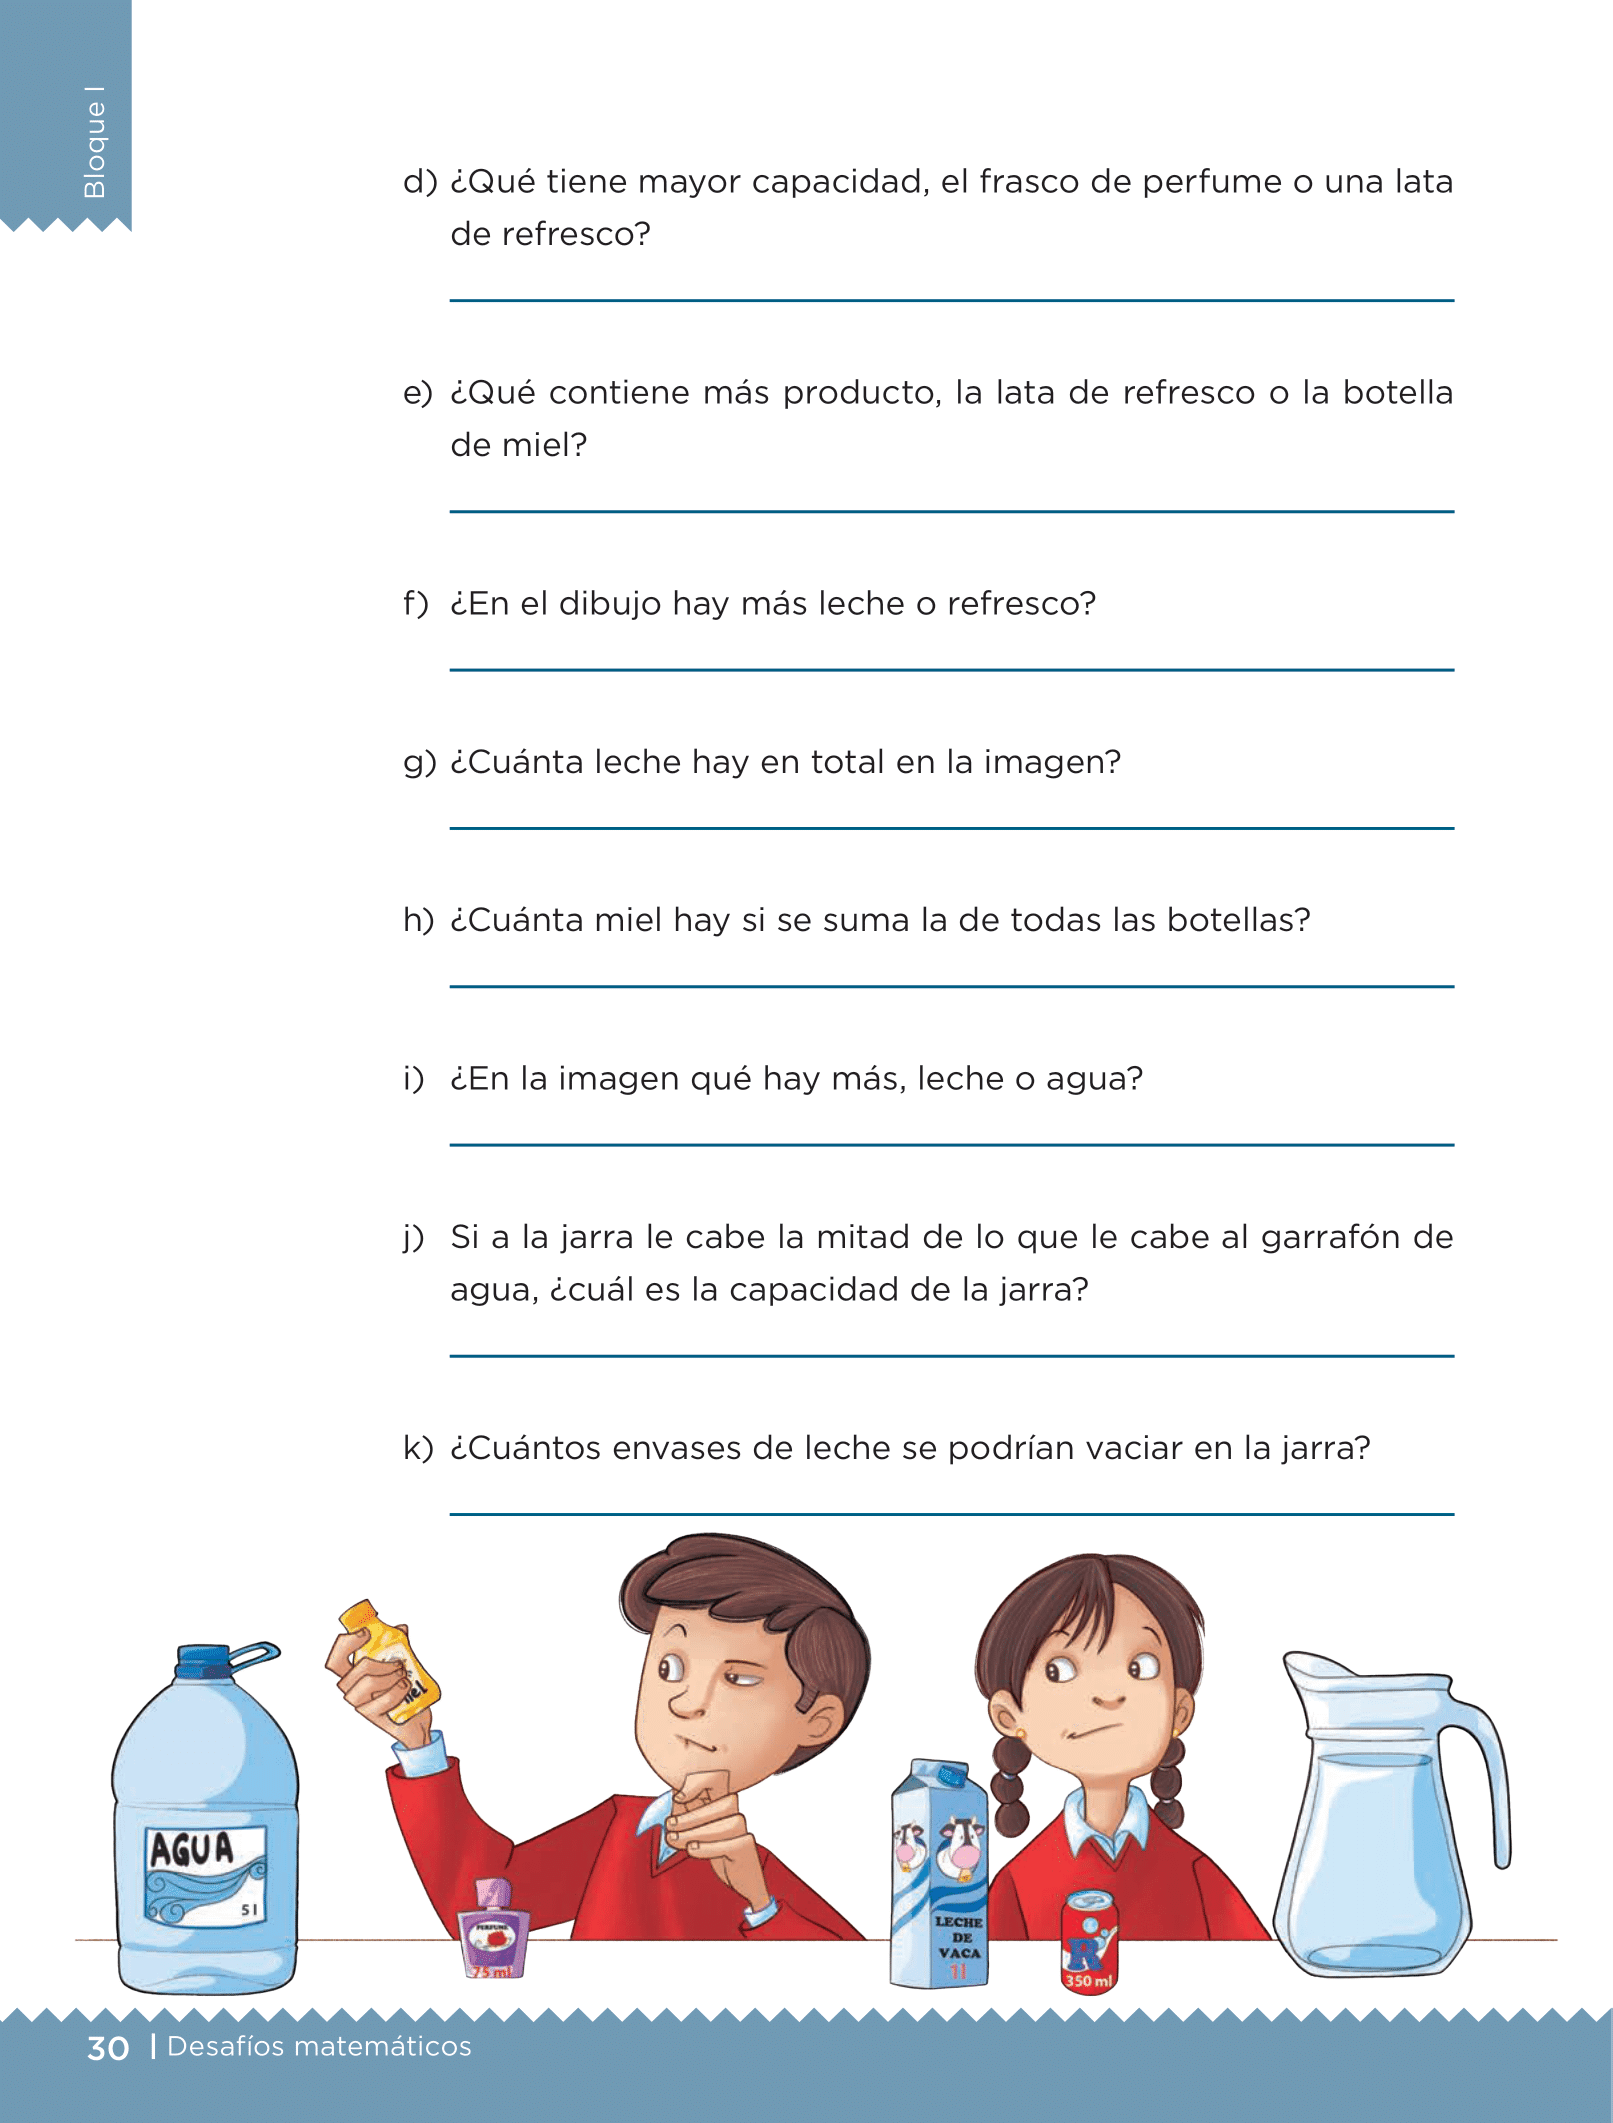 Bloque I
d) ¿Qué tiene mayor capacidad, el frasco de perfume o una lata
de refresco?
e) ¿Qué contiene más producto, la lata de refresco o la botella
de miel?
f) ¿En el dibujo hay más leche o refresco?
g) ¿Cuánta leche hay en total en la imagen?
h) ¿Cuánta miel hay si se suma la de todas las botellas?
i) ¿En la imagen qué hay más, leche o agua?
j) Si a la jarra le cabe la mitad de lo que le cabe al garrafón de
agua, ¿cuál es la capacidad de la jarra?
k) ¿Cuántos envases de leche se podrían vaciar en la jarra?
AGUA
5 l
PERFUME
75 ml
LECHE
DE
VACA
1 l
R
350 ml
30 | Desafíos matemáticos